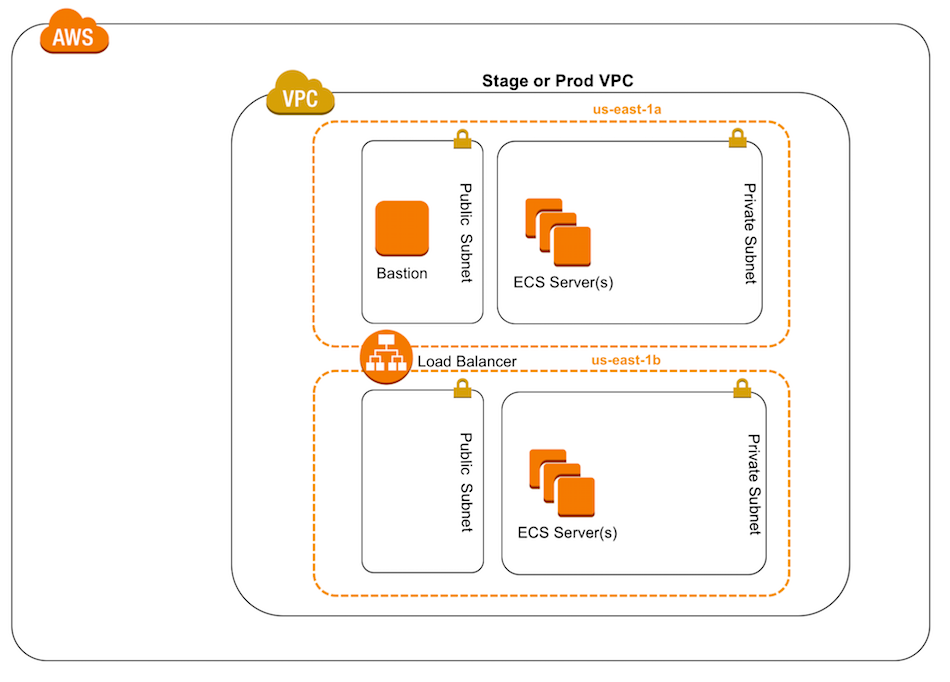 AWS
Stage or Prod VPC
VPC
us-east-1a
Public Subnet
Private Subnet
Bastion
ECS Server(s)
Load Balancer
us-east-1b
Public Subnet
Private Subnet
ECS Server(s)